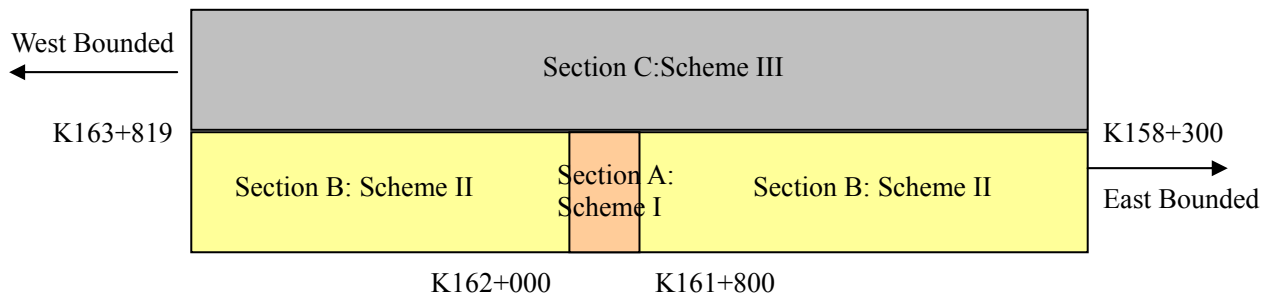 West Bounded
Section C:Scheme III
K163+819
K158+300
Section B: Scheme II
Section A:
Scheme I
Section B: Scheme II
East Bounded
K162+000
K161+800